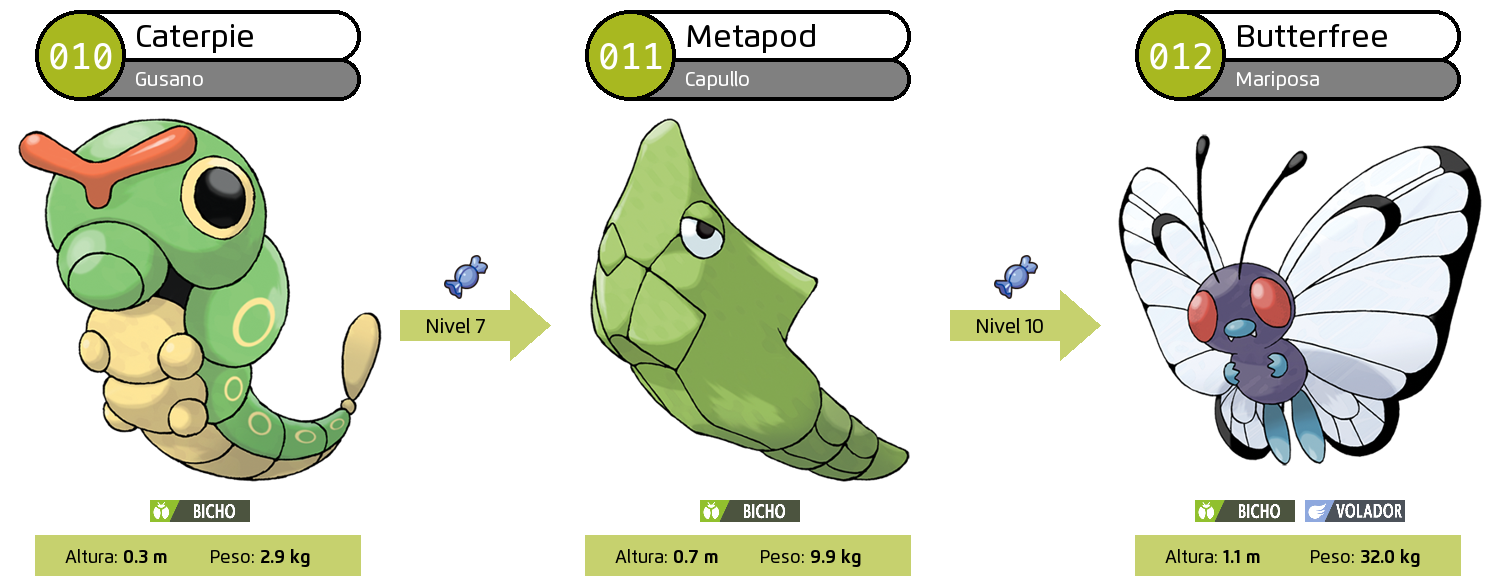 010 Caterpie
Gusano
011 Metapod
Capullo
012 Butterfree
Mariposa
Nivel 7
Nivel 10
BICHO
BICHO
BICHO VOLADOR
Altura: 0.3 m Peso: 2.9 kg
Altura: 0.7 m Peso: 9.9 kg
Altura: 1.1 m Peso: 32.0 kg